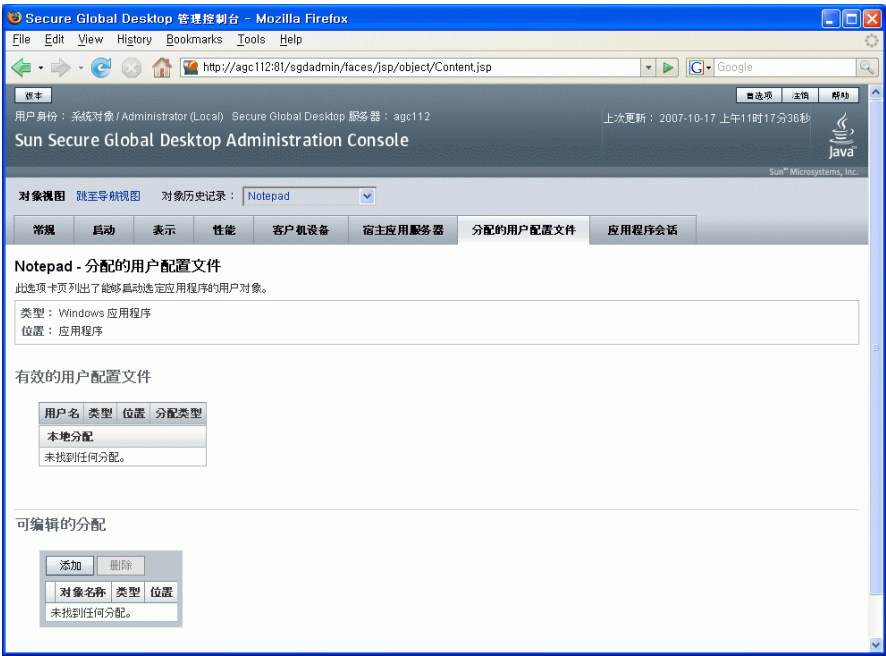 Secure Global Desktop 管理控制台 - Mozilla Firefox
File Edit View History Bookmarks Tools Help
http://agc112:81/sgdadmin/faces/jsp/object/Content.jsp
G Google
版本
首选项 注销 帮助
用户身份： 系统对象 / Administrator (Local) Secure Global Desktop 服务器： agc112
上次更新： 2007-10-17 上午11时17分36秒
Sun Secure Global Desktop Administration Console
Java™
Sun™ Microsystems, Inc.
对象视图 跳至导航视图 对象历史记录： Notepad
常规 启动 表示 性能 客户机设备 宿主应用服务器 分配的用户配置文件 应用程序会话
Notepad - 分配的用户配置文件
此选项卡页列出了能够启动选定应用程序的用户对象。
类型： Windows 应用程序
位置： 应用程序
有效的用户配置文件
用户名 类型 位置 分配类型
本地分配
未找到任何分配。
可编辑的分配
添加 删除
对象名称 类型 位置
未找到任何分配。